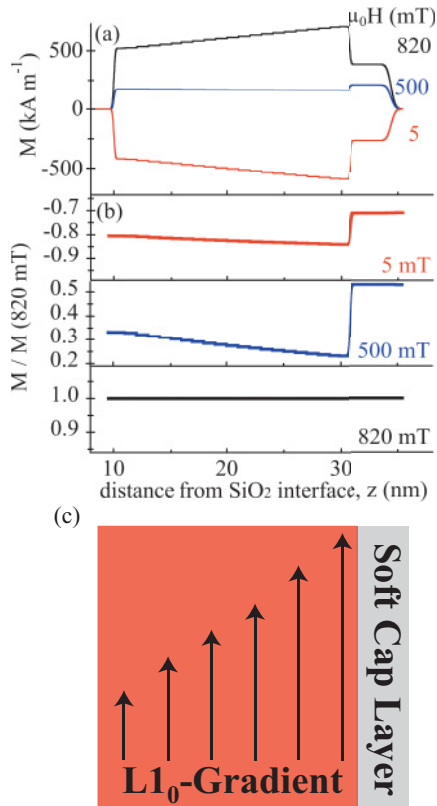 (a)
μ₀H (mT)
820
500
5
M (kA m⁻¹)
500
0
-500
(b)
M / M (820 mT)
-0.7
-0.8
-0.9
5 mT
0.5
0.4
0.3
0.2
500 mT
1.0
0.9
820 mT
10 20 30
distance from SiO₂ interface, z (nm)
(c)
L1₀-Gradient
Soft Cap Layer